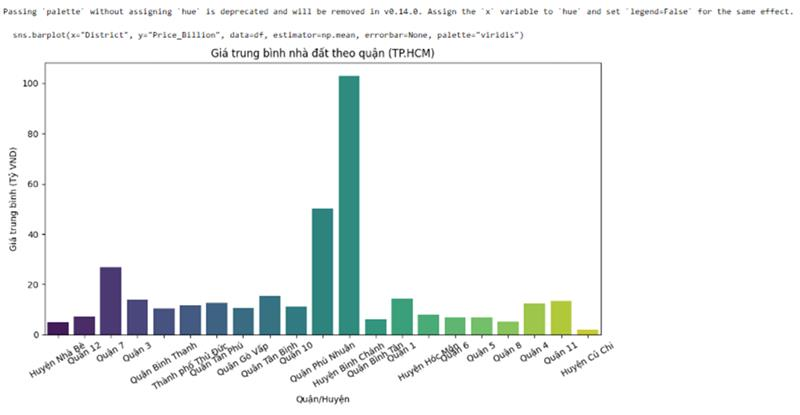 Passing `palette` without assigning `hue` is deprecated and will be removed in v0.14.0. Assign the `x` variable to `hue` and set `legend=False` for the same effect.
sns.barplot(x="District", y="Price_Billion", data=df, estimator=np.mean, errorbar=None, palette="viridis")
Giá trung bình nhà đất theo quận (TP.HCM)
Giá trung bình (Tỷ VND)
100
80
60
40
20
0
Huyện Nhà Bè
Quận 12
Quận 7
Quận 3
Quận Bình Thạnh
Thành phố Thủ Đức
Quận Tân Phú
Quận Gò Vấp
Quận Tân Bình
Quận 10
Quận Phú Nhuận
Huyện Bình Chánh
Quận Bình Tân
Quận 1
Huyện Hóc Môn
Quận 6
Quận 5
Quận 8
Quận 4
Quận 11
Huyện Củ Chi
Quận/Huyện